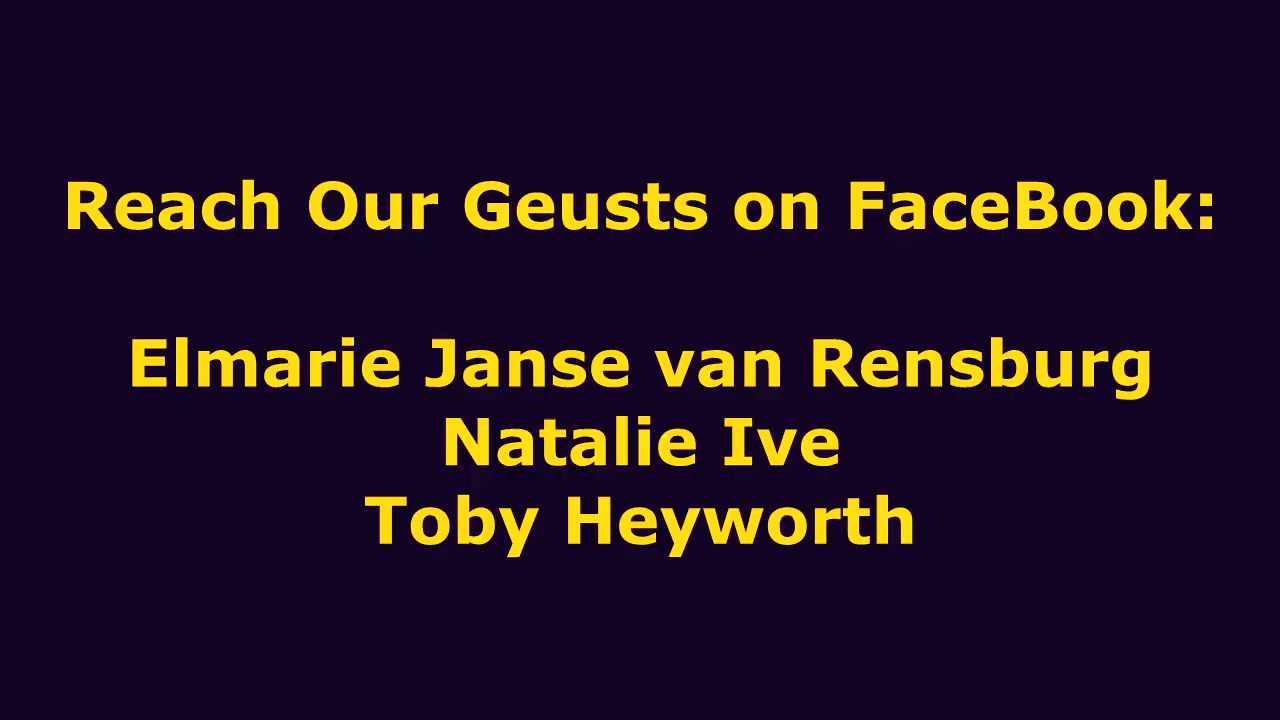 Reach Our Geusts on FaceBook:
Elmarie Janse van Rensburg
Natalie Ive
Toby Heyworth